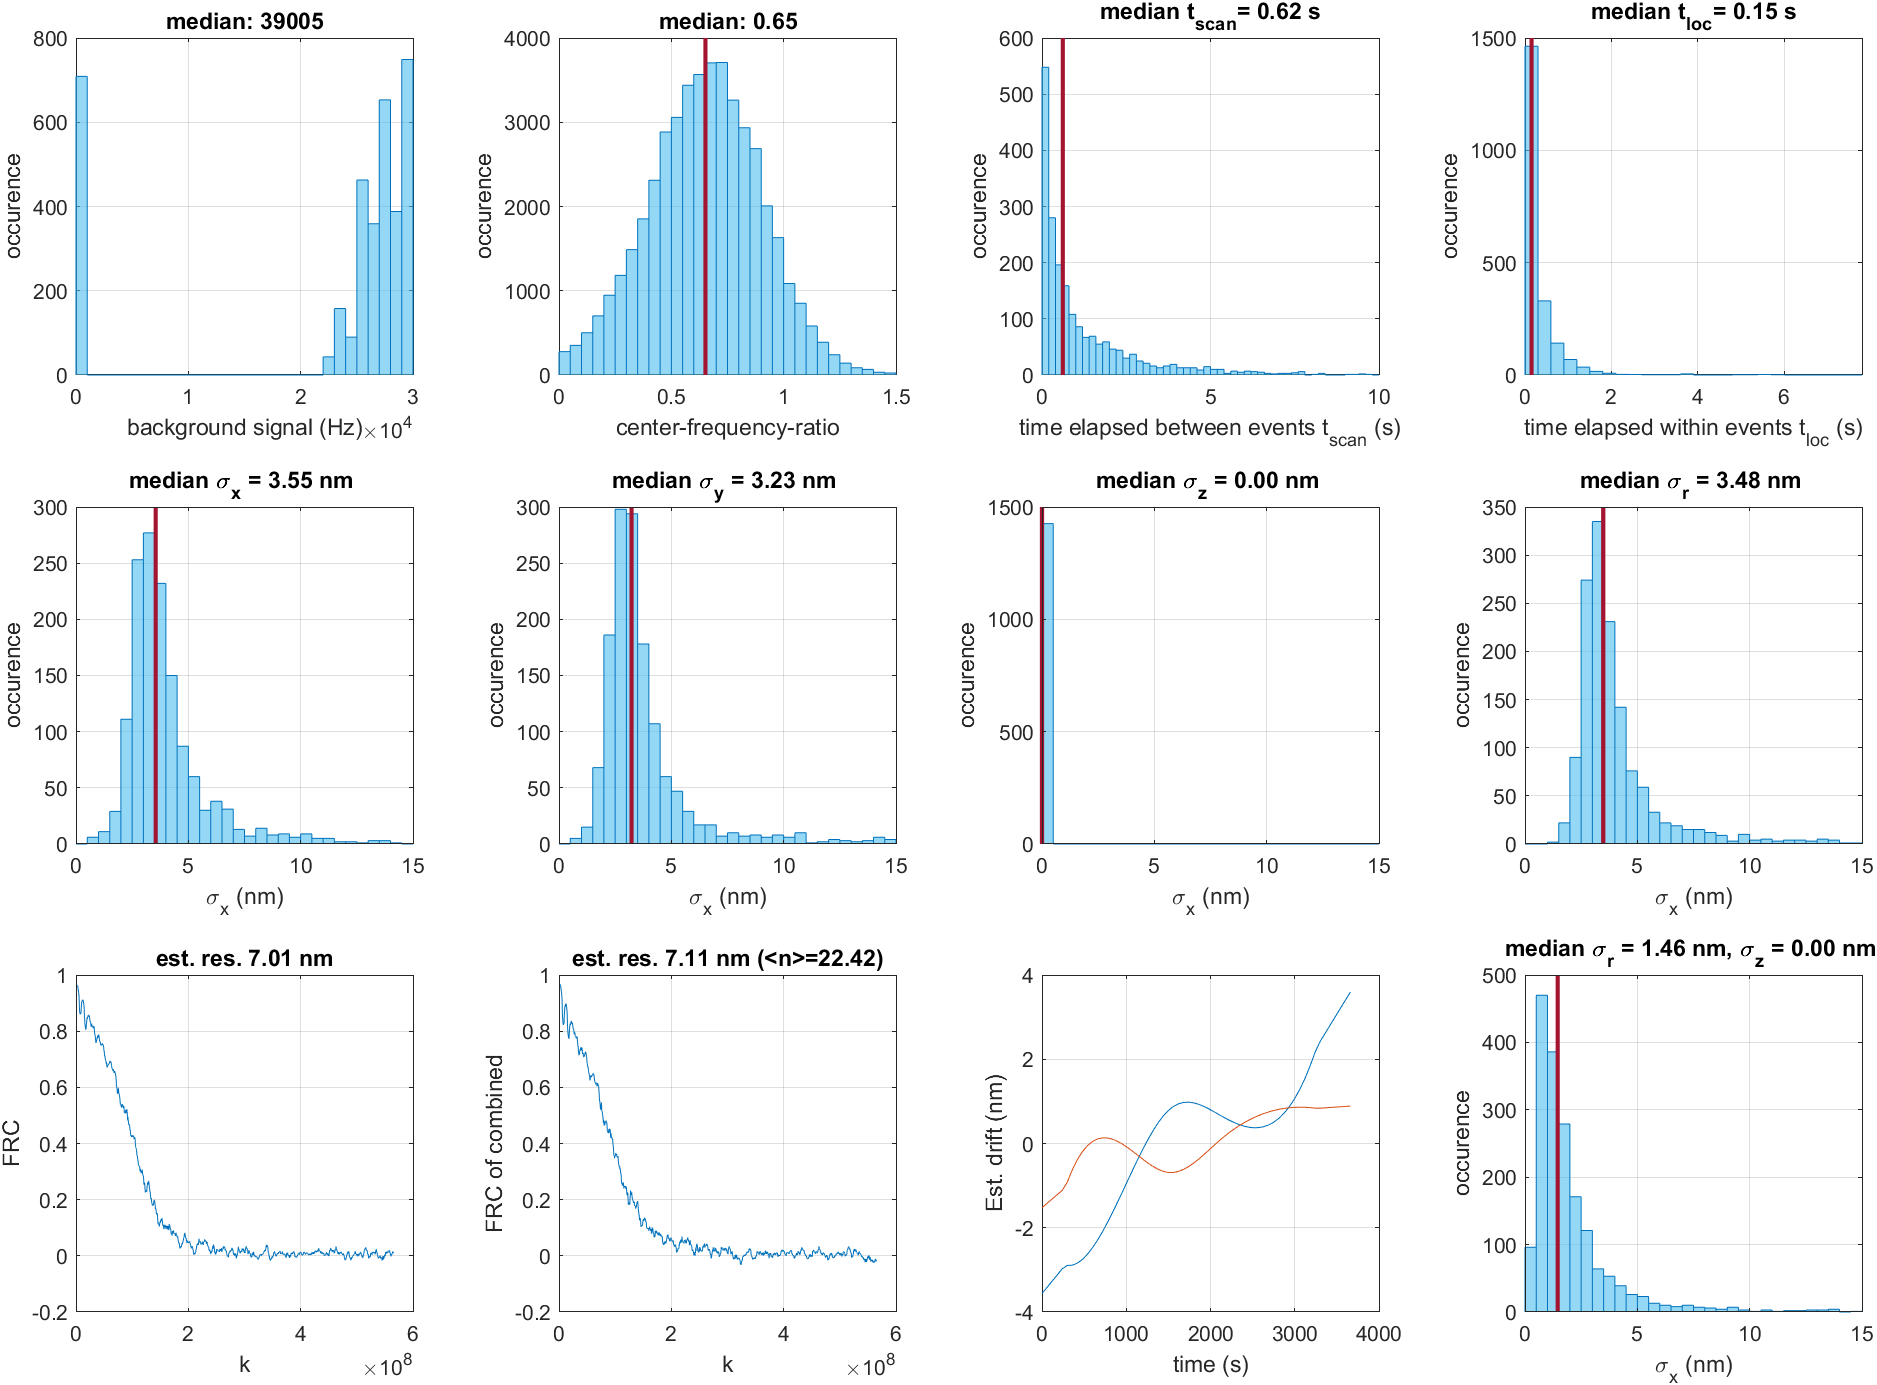 median: 39005
800
600
400
200
0
occurence
0 1 2 3
background signal (Hz) ×10^4
median: 0.65
4000
3000
2000
1000
0
occurence
0 0.5 1 1.5
center-frequency-ratio
median t_scan= 0.62 s
600
500
400
300
200
100
0
occurence
0 5 10
time elapsed between events t_scan (s)
median t_loc= 0.15 s
1500
1000
500
0
occurence
0 2 4 6
time elapsed within events t_loc (s)
median σ_x = 3.55 nm
300
250
200
150
100
50
0
occurence
0 5 10 15
σ_x (nm)
median σ_y = 3.23 nm
300
250
200
150
100
50
0
occurence
0 5 10 15
σ_x (nm)
median σ_z = 0.00 nm
1500
1000
500
0
occurence
0 5 10 15
σ_x (nm)
median σ_r = 3.48 nm
350
300
250
200
150
100
50
0
occurence
0 5 10 15
σ_x (nm)
est. res. 7.01 nm
1
0.8
0.6
0.4
0.2
0
-0.2
FRC
0 2 4 6
k ×10^8
est. res. 7.11 nm (<n>=22.42)
1
0.8
0.6
0.4
0.2
0
-0.2
FRC of combined
0 2 4 6
k ×10^8
4
2
0
-2
-4
Est. drift (nm)
0 1000 2000 3000 4000
time (s)
median σ_r = 1.46 nm, σ_z = 0.00 nm
500
400
300
200
100
0
occurence
0 5 10 15
σ_x (nm)